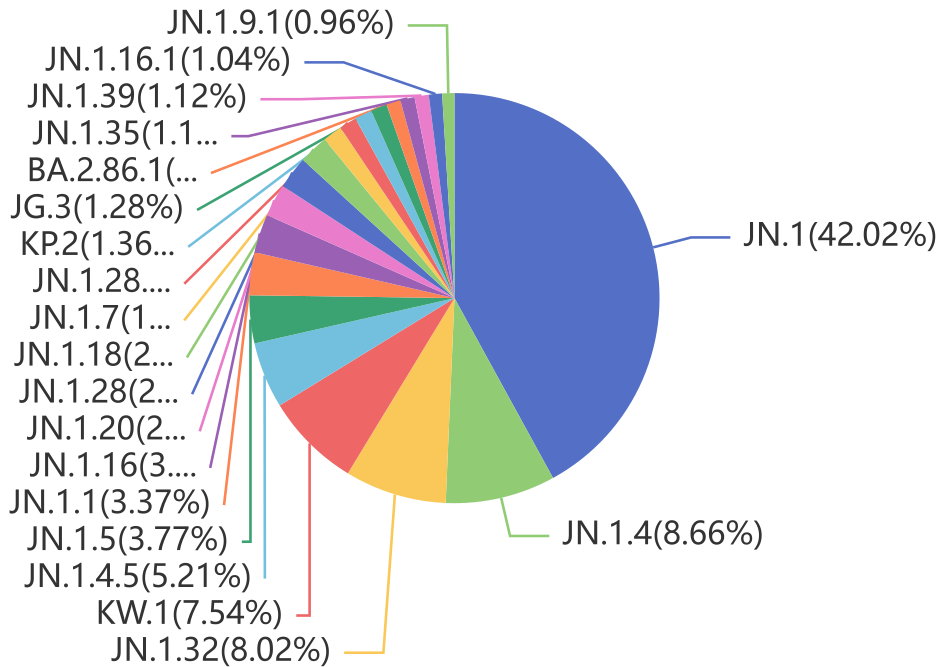 JN.1.9.1(0.96%)
JN.1.16.1(1.04%)
JN.1.39(1.12%)
JN.1.35(1.1...
BA.2.86.1(...
JG.3(1.28%)
KP.2(1.36...
JN.1(42.02%)
JN.1.28....
JN.1.7(1...
JN.1.18(2...
JN.1.28(2...
JN.1.20(2...
JN.1.16(3....
JN.1.1(3.37%)
JN.1.5(3.77%)
JN.1.4(8.66%)
JN.1.4.5(5.21%)
KW.1(7.54%)
JN.1.32(8.02%)